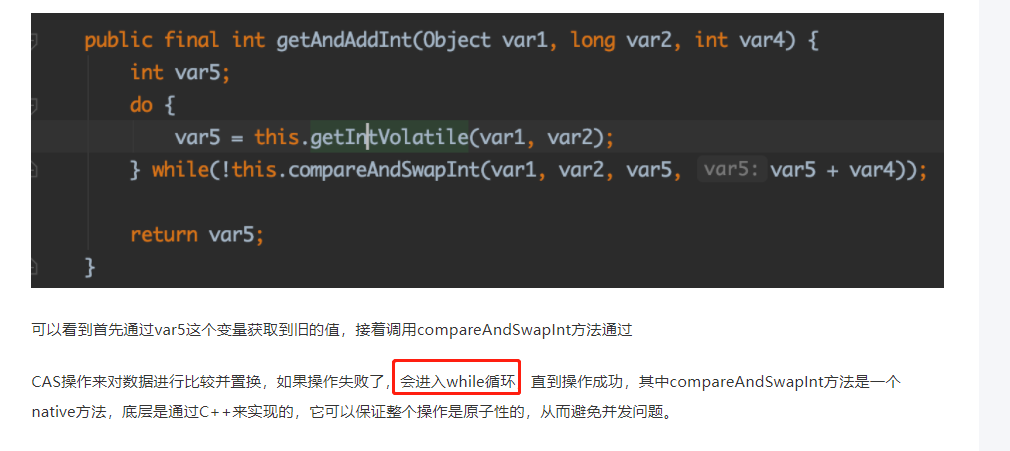 public final int getAndAddInt(Object var1, long var2, int var4) {
int var5;
do {
var5 = this.getIntVolatile(var1, var2);
} while(!this.compareAndSwapInt(var1, var2, var5, var5: var5 + var4));
return var5;
}
可以看到首先通过var5这个变量获取到旧的值，接着调用compareAndSwapInt方法通过
CAS操作来对数据进行比较并置换，如果操作失败了，会进入while循环，直到操作成功，其中compareAndSwapInt方法是一个
native方法，底层是通过C++来实现的，它可以保证整个操作是原子性的，从而避免并发问题。